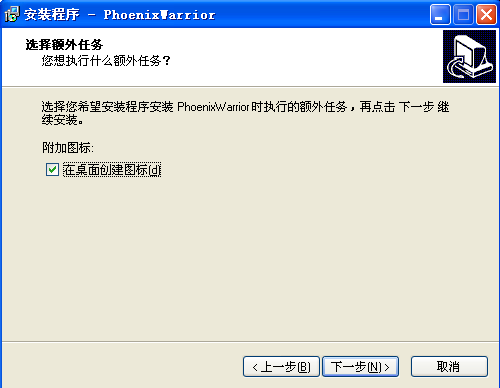 安装程序 - PhoenixWarrior
选择额外任务
您想执行什么额外任务？
选择您希望安装程序安装 PhoenixWarrior 时执行的额外任务，再点击 下一步 继
续安装。
附加图标:
在桌面创建图标(d)
< 上一步(B) 下一步(N) > 取消